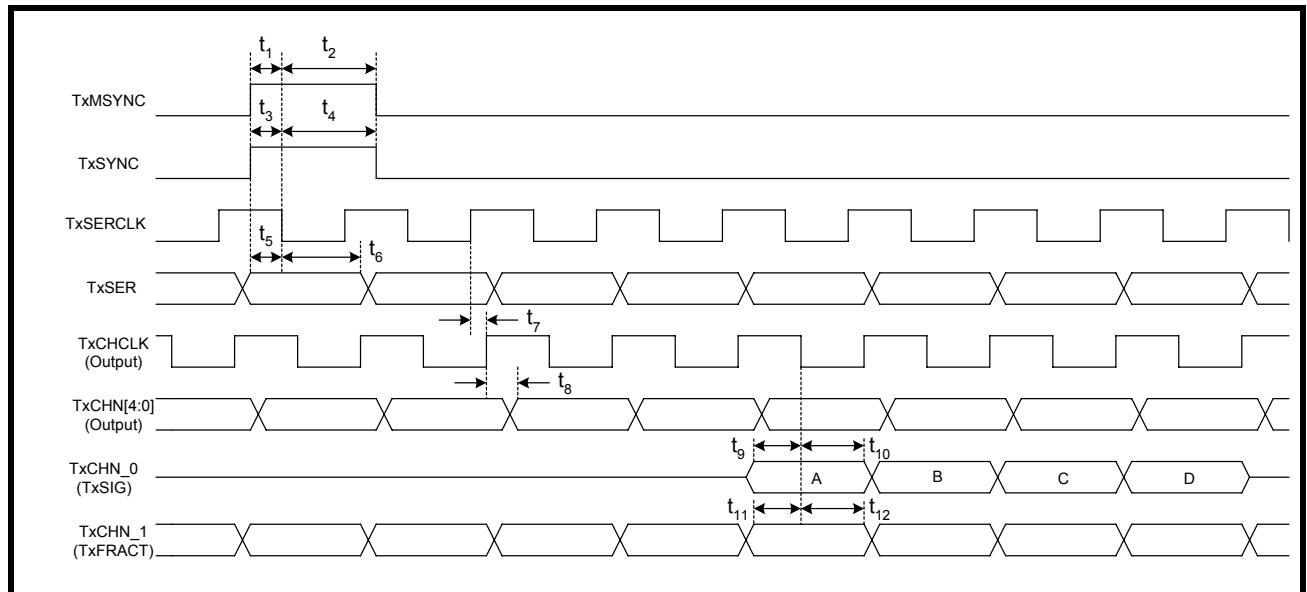 t1 t2
TxMSYNC
t3 t4
TxSYNC
TxSERCLK
t5 t6
TxSER
t7
TxCHCLK
(Output)
t8
TxCHN[4:0]
(Output)
t9 t10
TxCHN_0
(TxSIG)
A B C D
t11 t12
TxCHN_1
(TxFRACT)